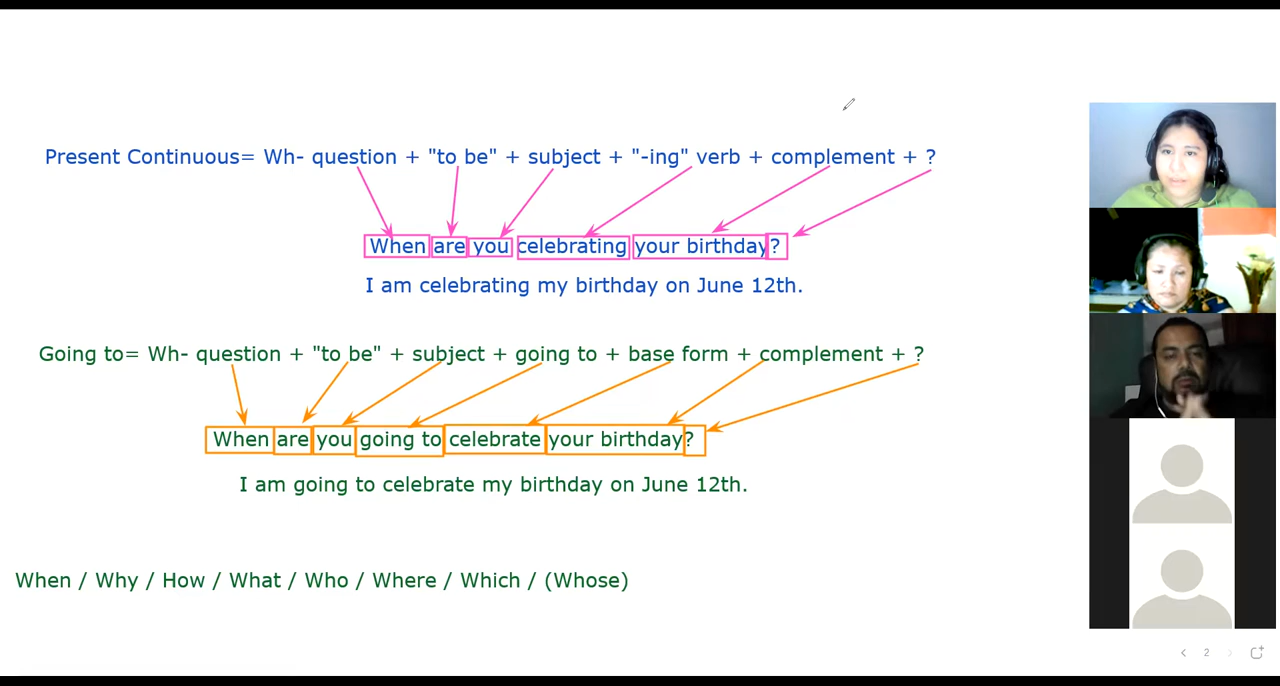 Present Continuous= Wh- question + "to be" + subject + "-ing" verb + complement + ?
When are you celebrating your birthday?
I am celebrating my birthday on June 12th.
Going to= Wh- question + "to be" + subject + going to + base form + complement + ?
When are you going to celebrate your birthday?
I am going to celebrate my birthday on June 12th.
When / Why / How / What / Who / Where / Which / (Whose)
2